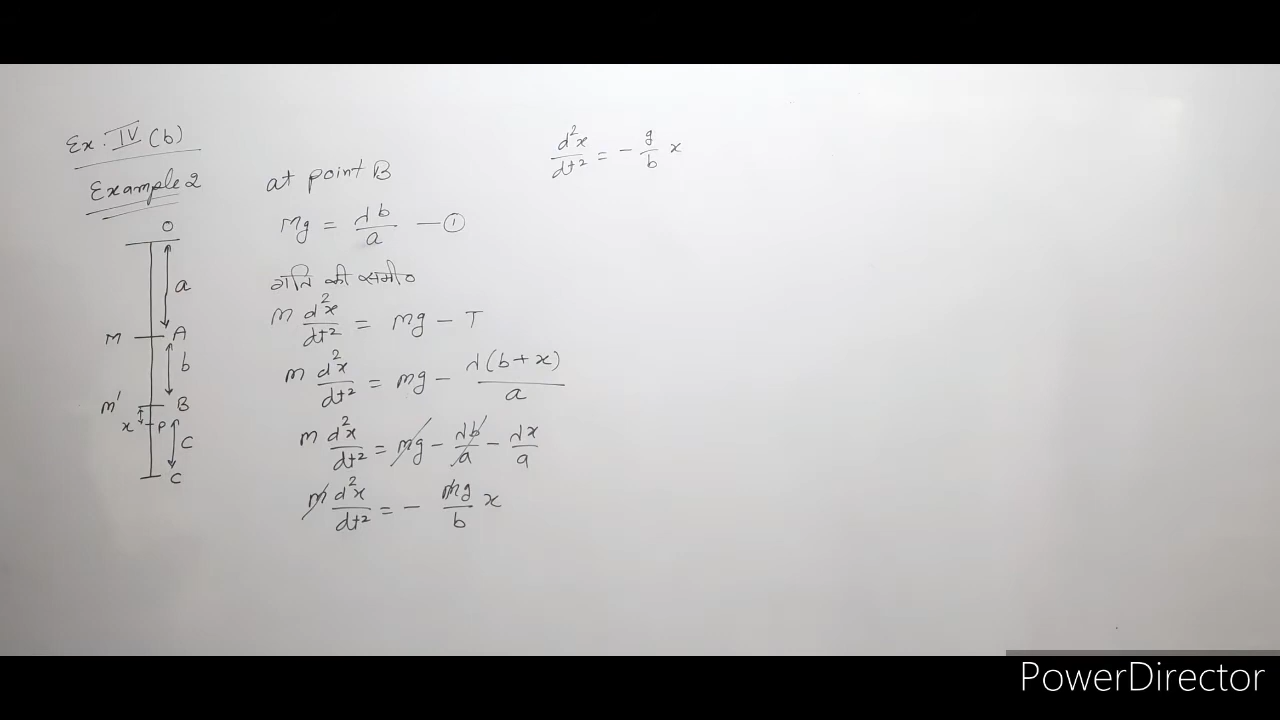 Ex: IV (b)
Example 2
O
a
M
A
b
m'
B
x
P
C
C
at point B
Mg = λb/a — ①
गति की समी०
m d²x/dt² = mg - T
m d²x/dt² = mg - λ(b+x)/a
m d²x/dt² = mg - λb/a - λx/a
m d²x/dt² = - mg/b x
d²x/dt² = - g/b x
PowerDirector